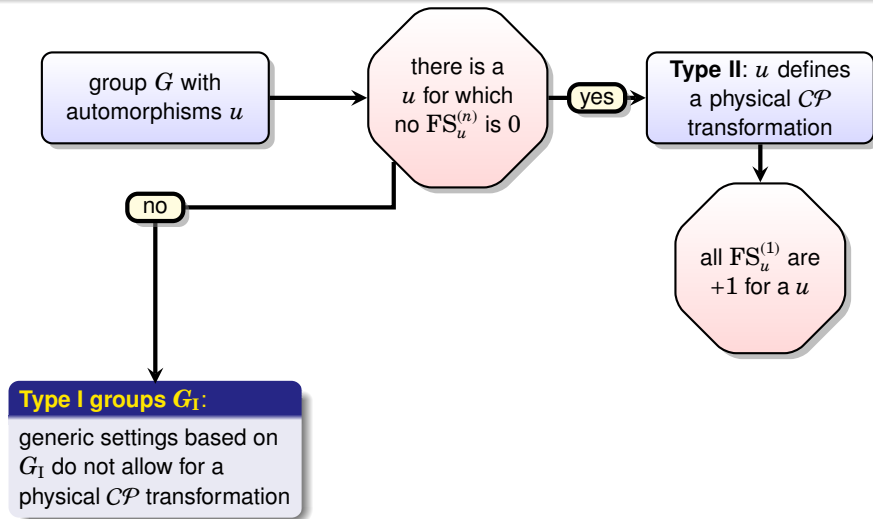 group G with
automorphisms u
there is a
u for which
no FS_u^{(n)} is 0
yes
Type II: u defines
a physical 𝒞𝒫
transformation
no
all FS_u^{(1)} are
+1 for a u
Type I groups G_I:
generic settings based on
G_I do not allow for a
physical 𝒞𝒫 transformation